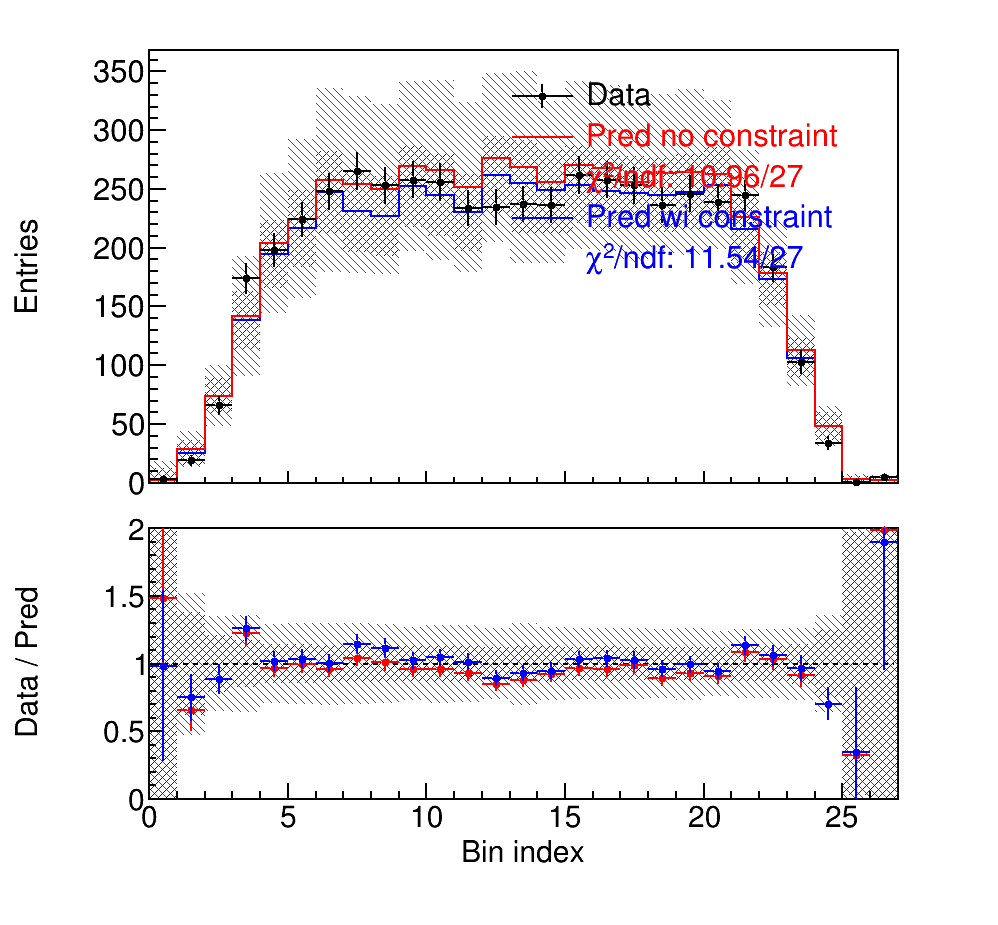 350
300
250
200
150
100
50
0
Entries
Data
Pred no constraint
χ²/ndf: 10.96/27
Pred wi constraint
χ²/ndf: 11.54/27
2
1.5
1
0.5
0
Data / Pred
0 5 10 15 20 25
Bin index